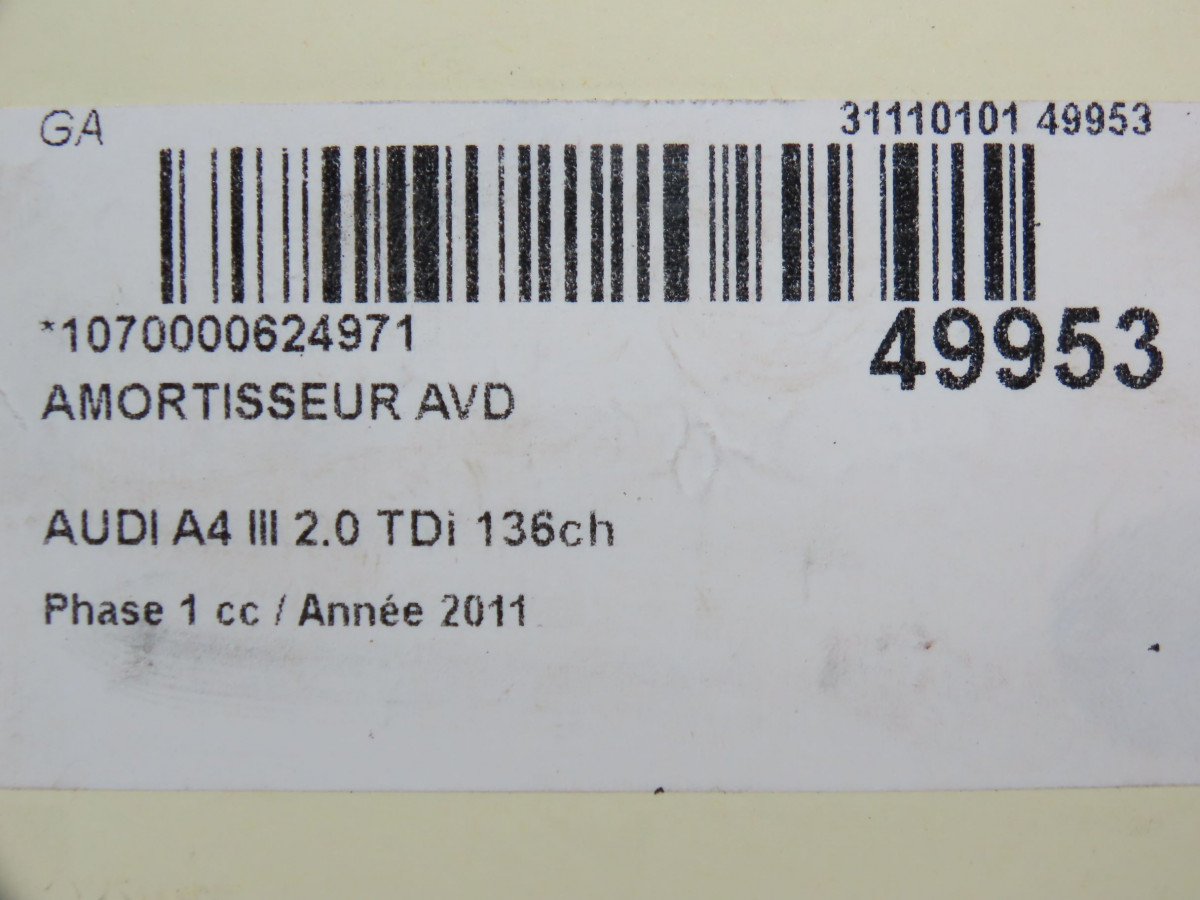 GA 31110101 49953
*1070000624971 49953
AMORTISSEUR AVD
AUDI A4 III 2.0 TDi 136ch
Phase 1 cc / Année 2011